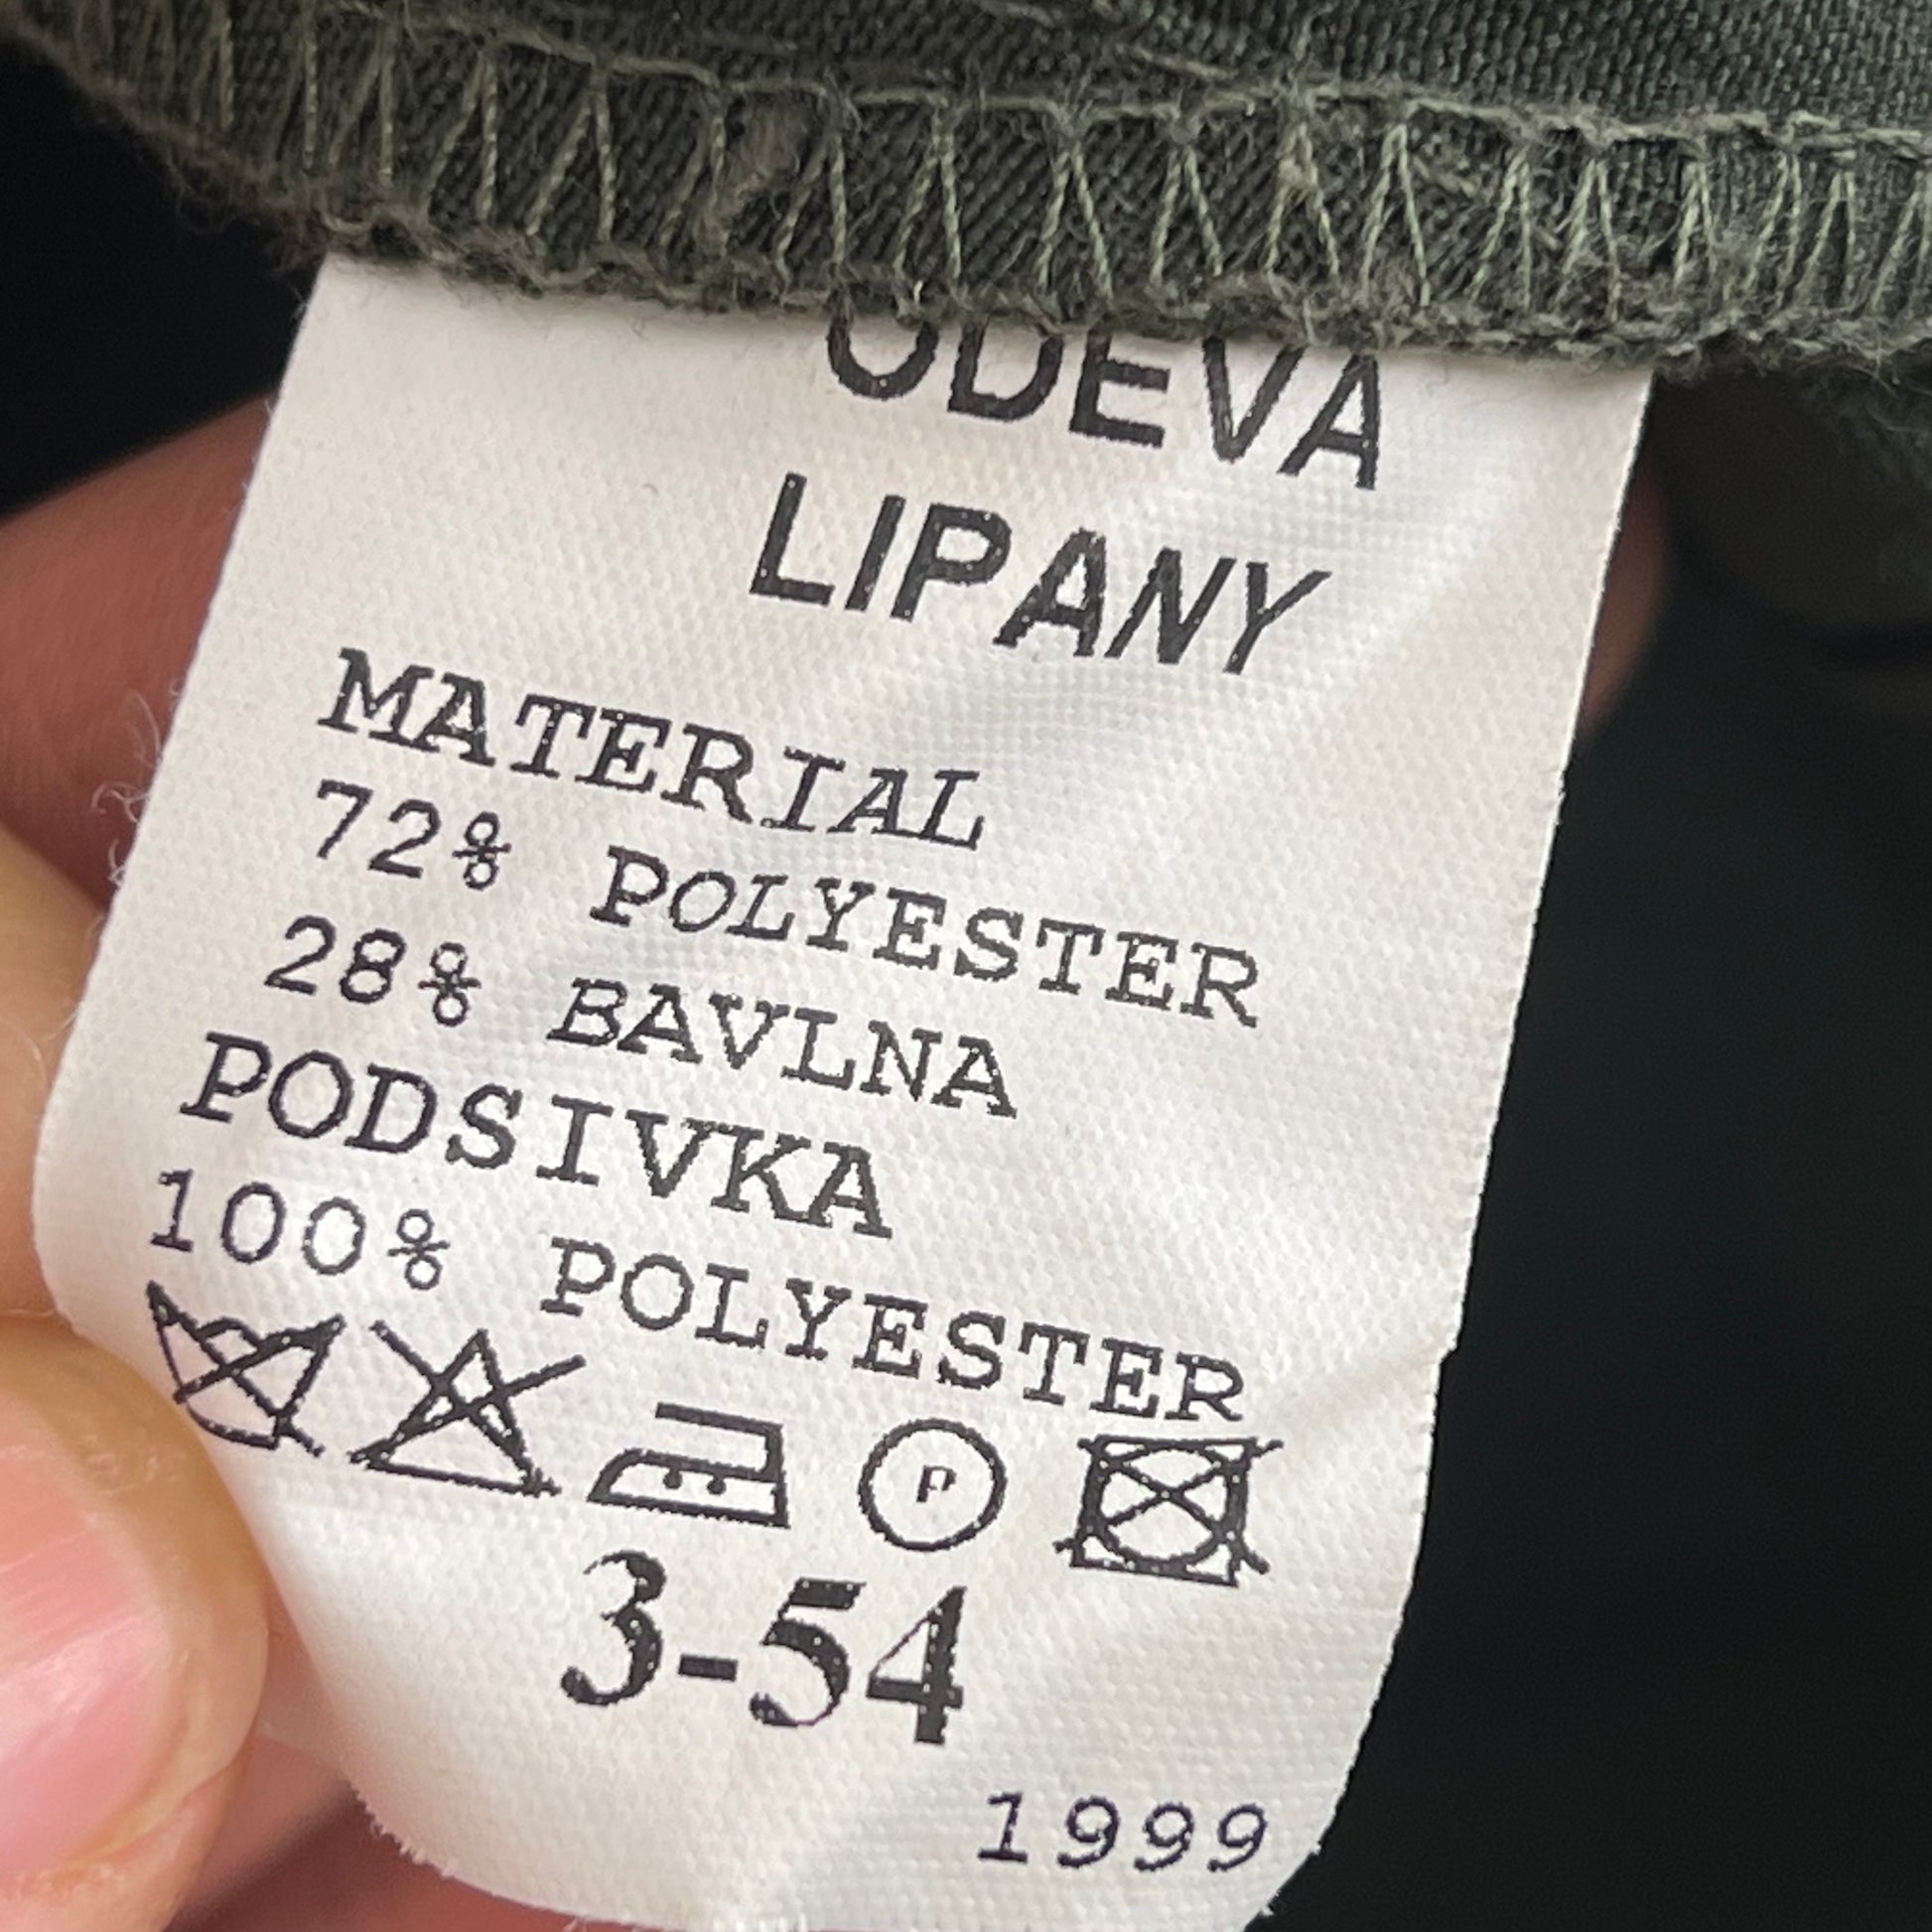 ODEVA
LIPANY
MATERIAL
72% POLYESTER
28% BAVLNA
PODSIVKA
100% POLYESTER
P
3-54
1999